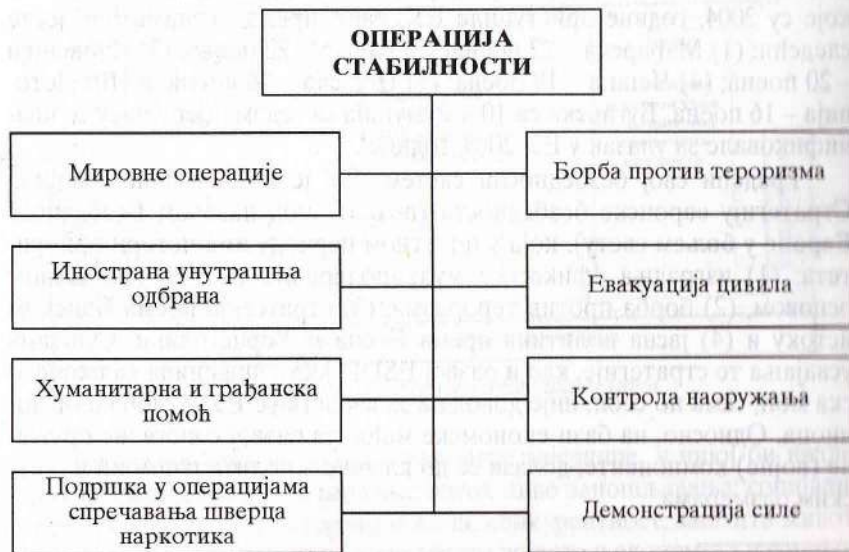 ОПЕРАЦИЈА
СТАБИЛНОСТИ
Мировне операције
Борба против тероризма
Инострана унутрашња
одбрана
Евакуација цивила
Хуманитарна и грађанска
помоћ
Контрола наоружања
Подршка у операцијама
спречавања шверца
наркотика
Демонстрација силе